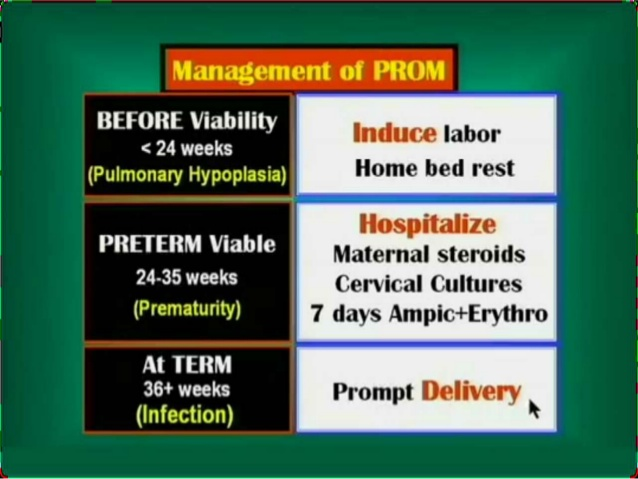 Management of PROM
BEFORE Viability
< 24 weeks
(Pulmonary Hypoplasia)
Induce labor
Home bed rest
PRETERM Viable
24-35 weeks
(Prematurity)
Hospitalize
Maternal steroids
Cervical Cultures
7 days Ampic+Erythro
At TERM
36+ weeks
(Infection)
Prompt Delivery